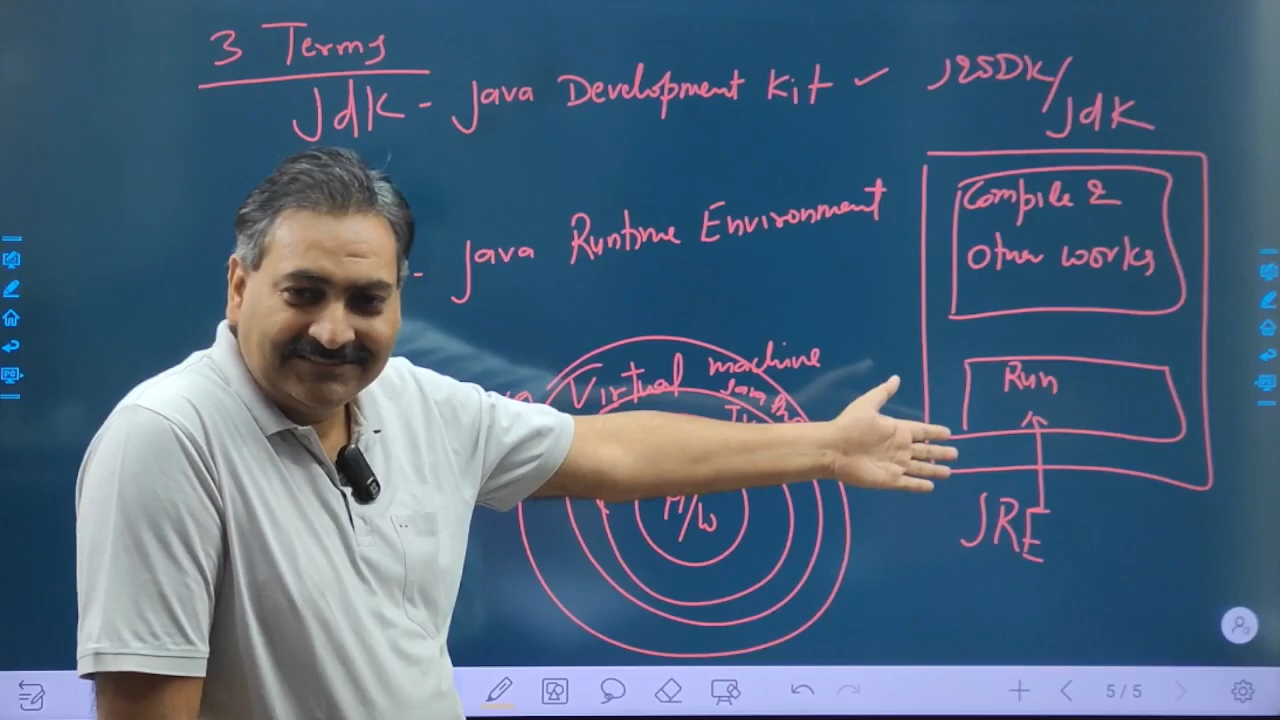 3 Terms
Jdk - Java Development Kit ✓
J2SDK/
Jdk
- Java Runtime Environment
Compile &
Other works
Virtual machine
Java
Run
H/W
JRE
5/5